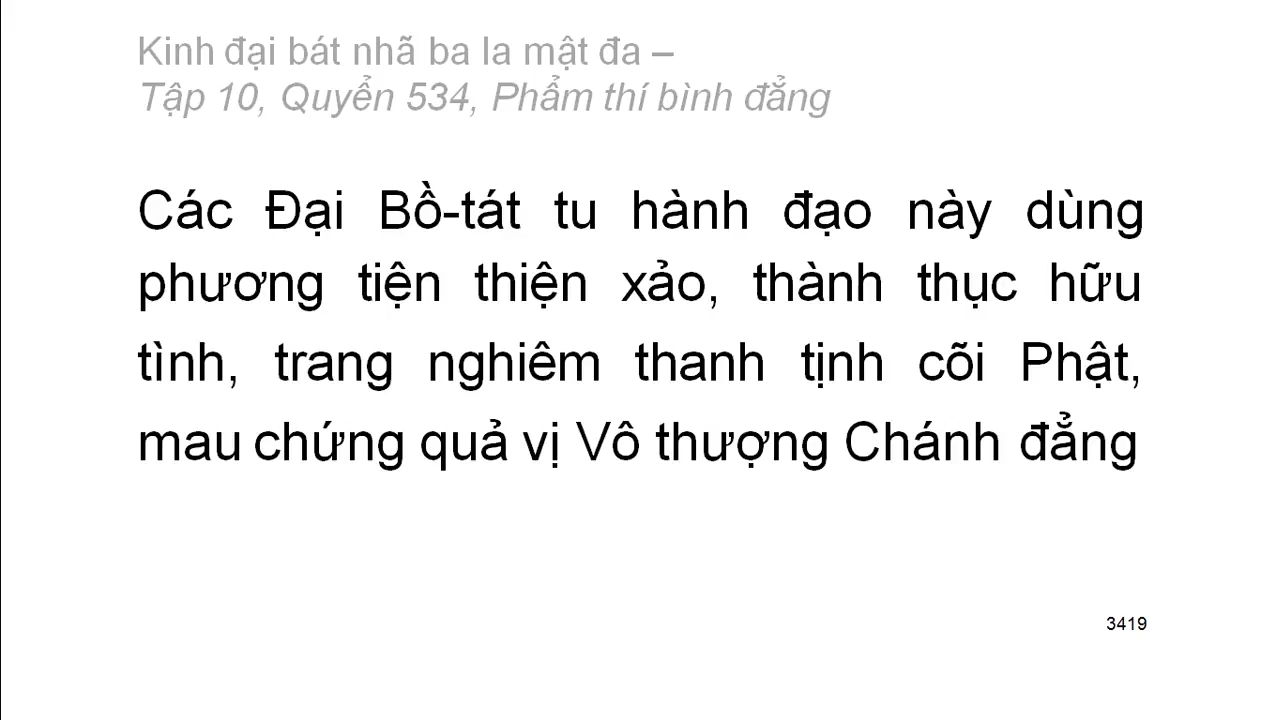 Kinh đại bát nhã ba la mật đa –
Tập 10, Quyển 534, Phẩm thí bình đẳng
Các Đại Bồ-tát tu hành đạo này dùng
phương tiện thiện xảo, thành thục hữu
tình, trang nghiêm thanh tịnh cõi Phật,
mau chứng quả vị Vô thượng Chánh đẳng
3419